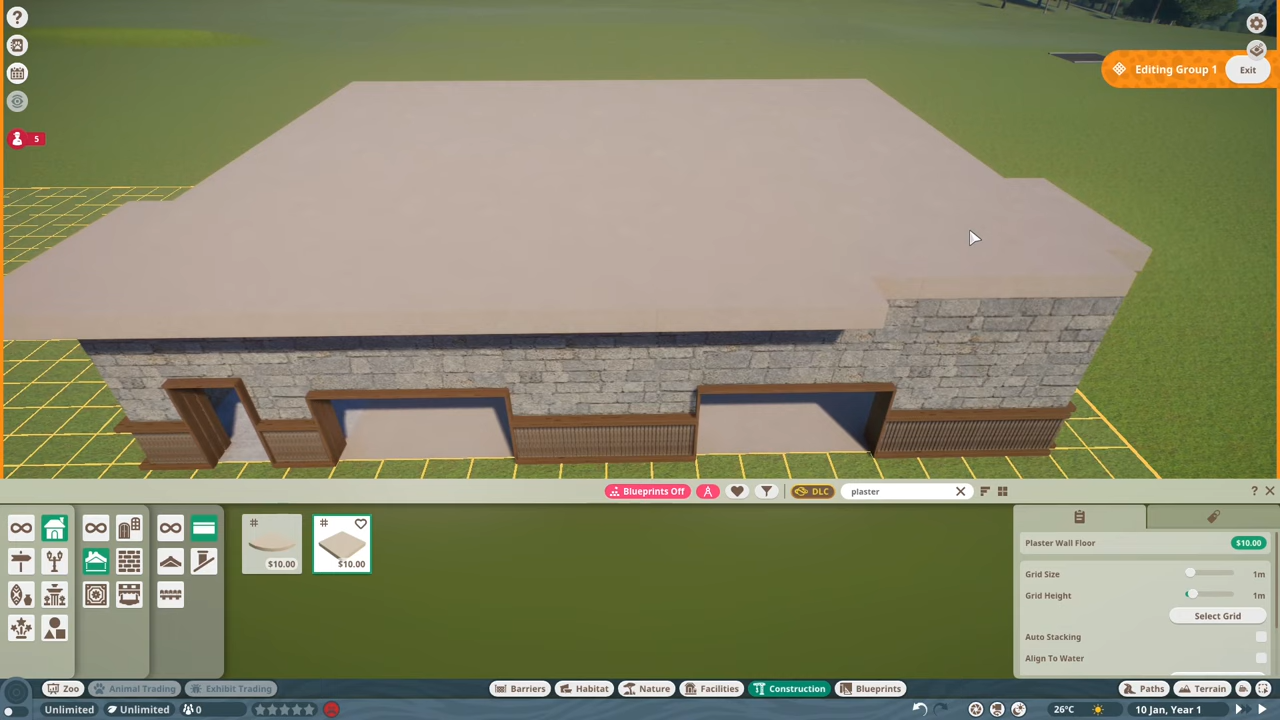 ?
Editing Group 1
Exit
5
Blueprints Off
DLC
plaster
?
$10.00
$10.00
Plaster Wall Floor
$10.00
Grid Size
1m
Grid Height
1m
Select Grid
Auto Stacking
Align To Water
Zoo
Animal Trading
Exhibit Trading
Barriers
Habitat
Nature
Facilities
Construction
Blueprints
Paths
Terrain
Unlimited
Unlimited
0
26°C
10 Jan, Year 1